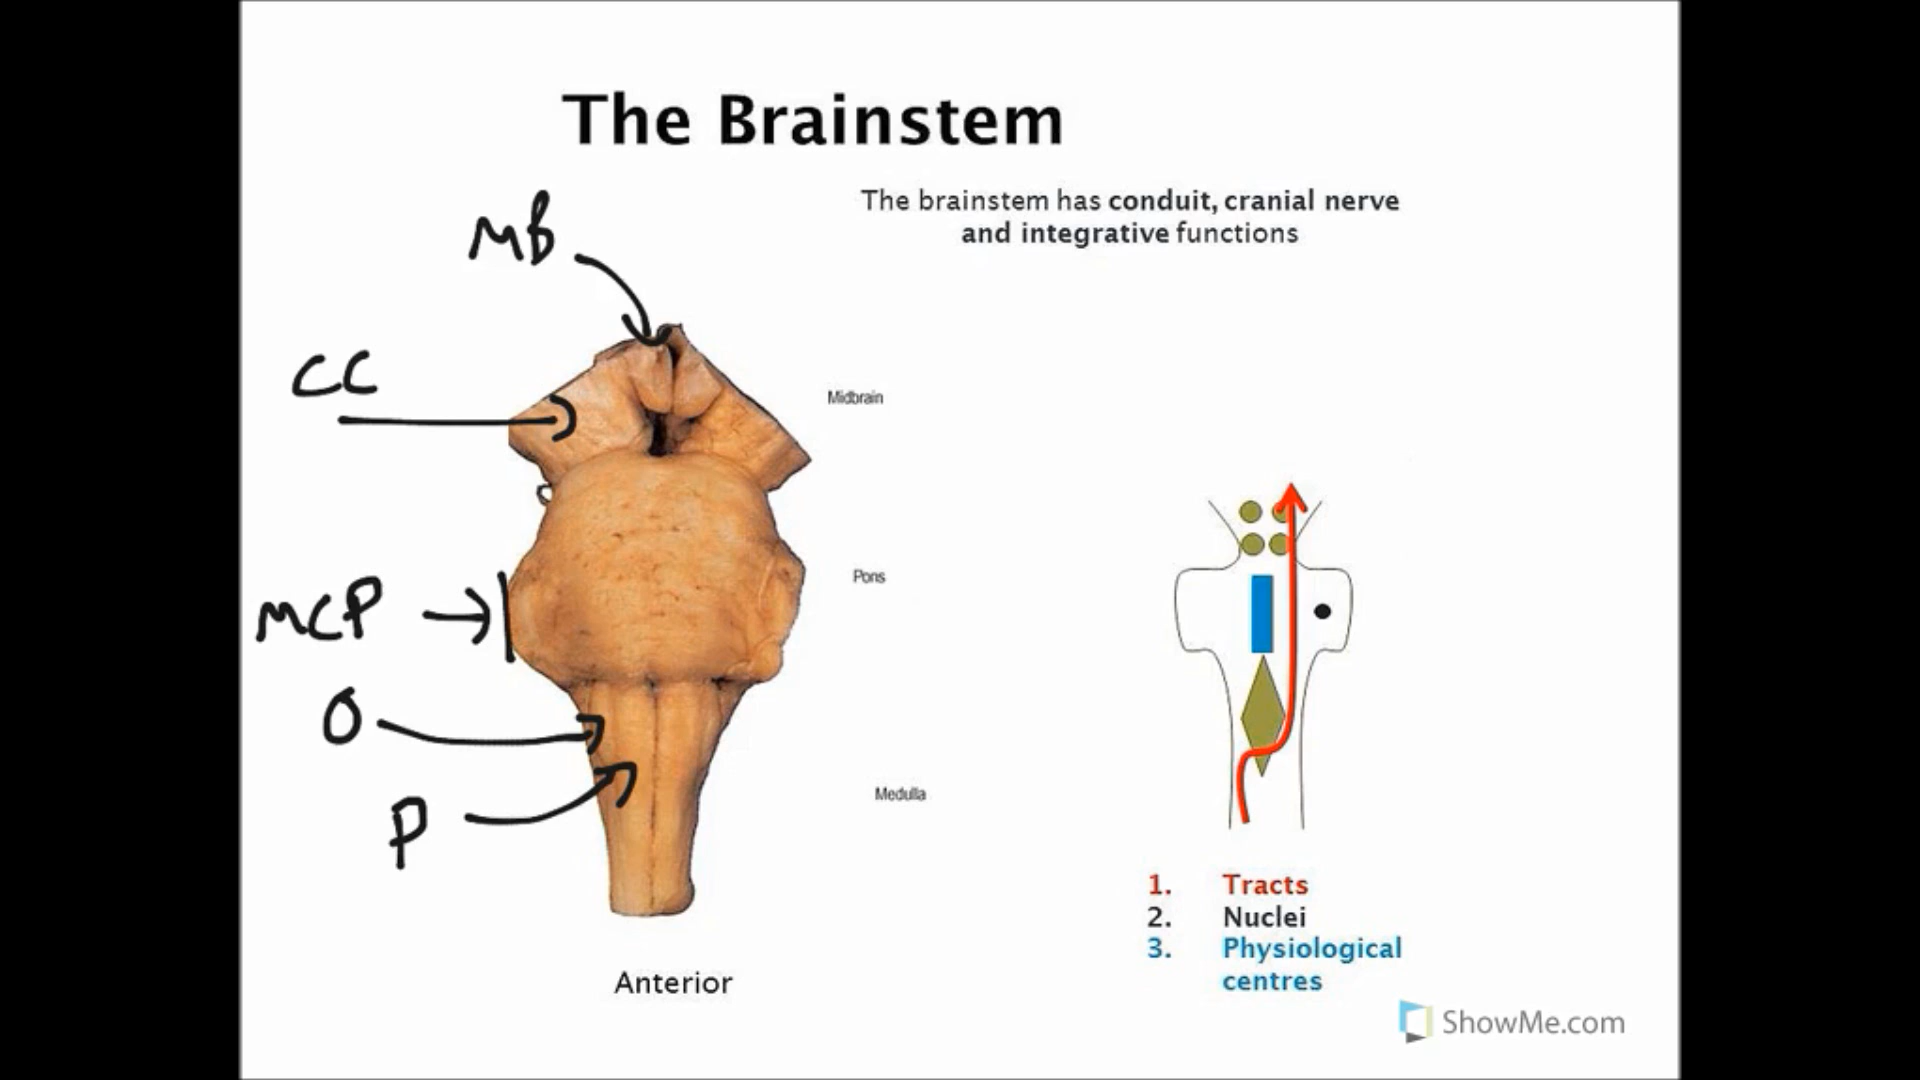 The Brainstem
The brainstem has conduit, cranial nerve
and integrative functions
MB
CC
Midbrain
Pons
MCP
O
Medulla
P
Anterior
1. Tracts
2. Nuclei
3. Physiological
centres
ShowMe.com